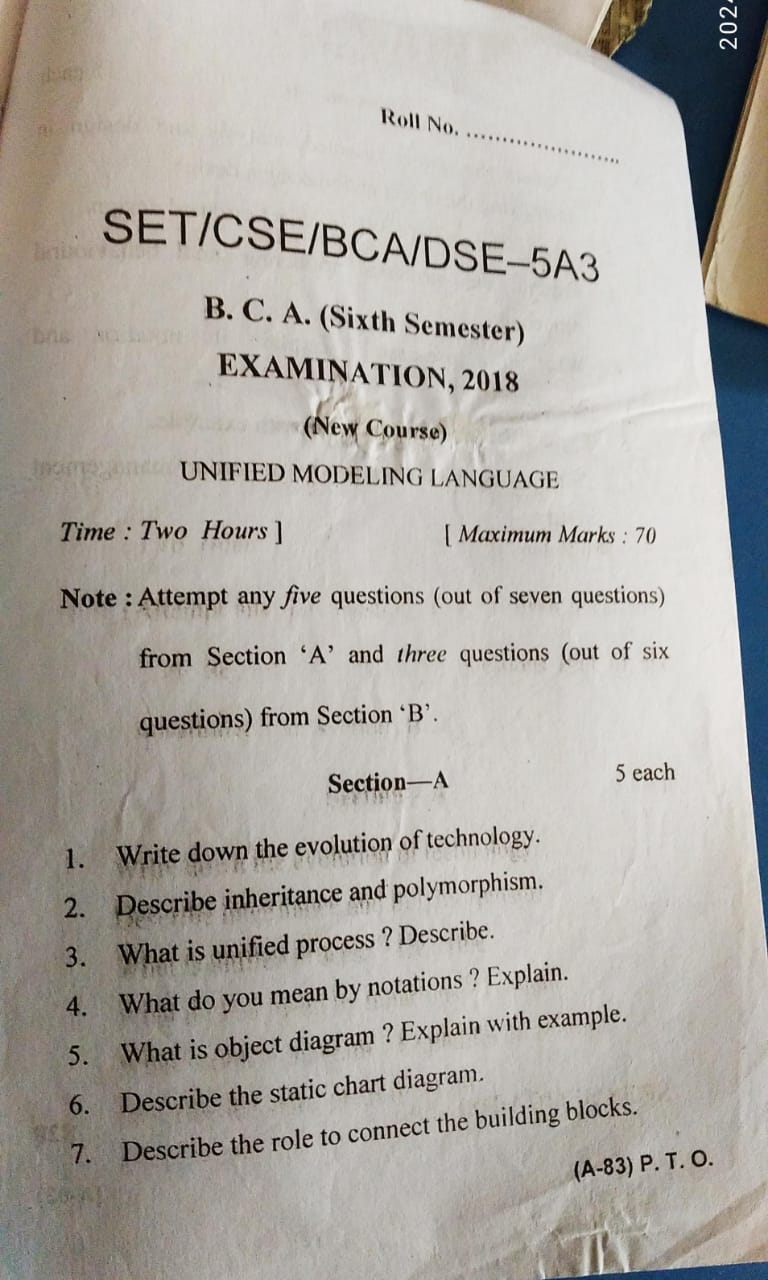 202
Roll No. ........................
SET/CSE/BCA/DSE–5A3
B. C. A. (Sixth Semester)
EXAMINATION, 2018
(New Course)
UNIFIED MODELING LANGUAGE
Time : Two Hours ] [ Maximum Marks : 70
Note : Attempt any five questions (out of seven questions)
from Section ‘A’ and three questions (out of six
questions) from Section ‘B’.
Section—A 5 each
1. Write down the evolution of technology.
2. Describe inheritance and polymorphism.
3. What is unified process ? Describe.
4. What do you mean by notations ? Explain.
5. What is object diagram ? Explain with example.
6. Describe the static chart diagram.
7. Describe the role to connect the building blocks.
(A-83) P. T. O.